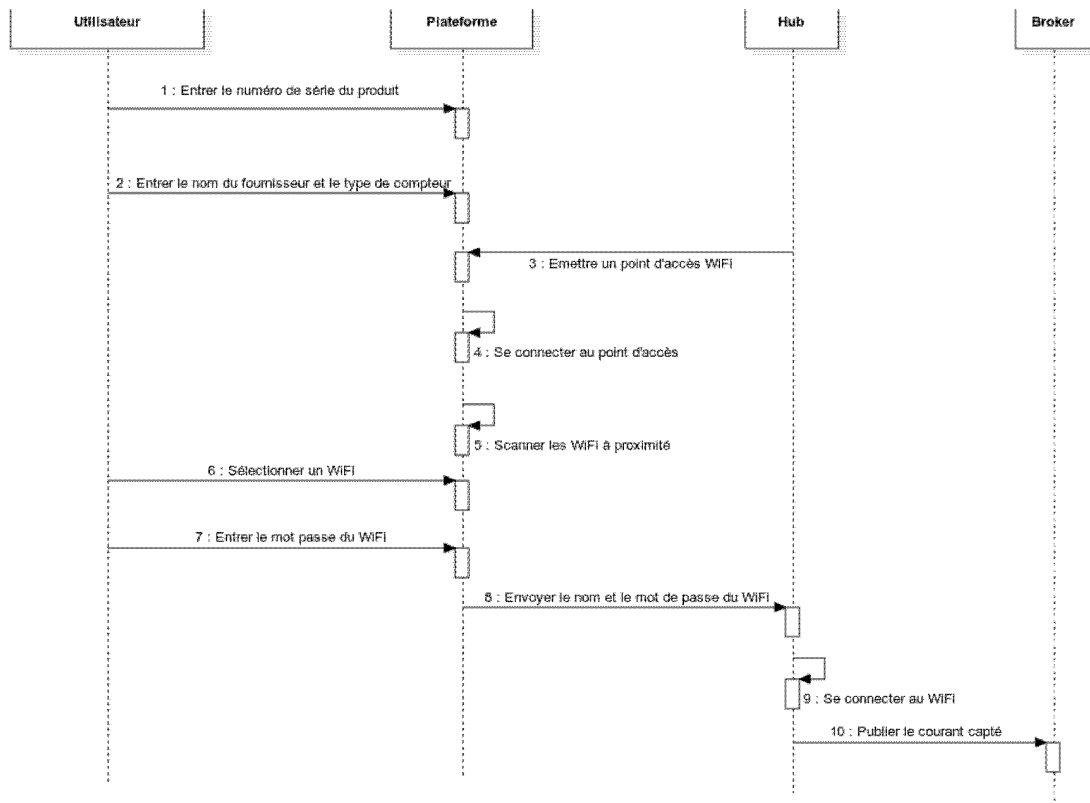 Utilisateur
Plateforme
Hub
Broker
1 : Entrer le numéro de série du produit
2 : Entrer le nom du fournisseur et le type de compteur
3 : Emettre un point d'accès WiFi
4 : Se connecter au point d'accès
5 : Scanner les WiFi à proximité
6 : Sélectionner un WiFi
7 : Entrer le mot passe du WiFi
8 : Envoyer le nom et le mot de passe du WiFi
9 : Se connecter au WiFi
10 : Publier le courant capté